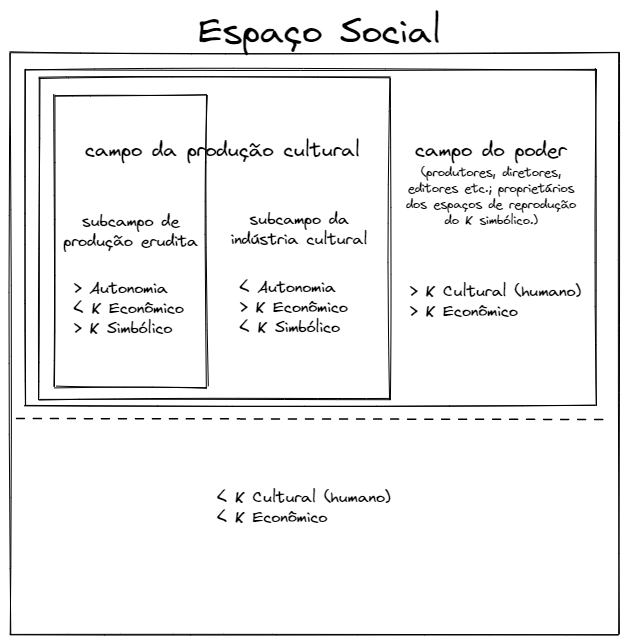 Espaço Social
campo da produção cultural
subcampo de
produção erudita
> Autonomia
< K Econômico
> K Simbólico
subcampo da
indústria cultural
< Autonomia
> K Econômico
< K Simbólico
campo do poder
(produtores, diretores,
editores etc.; proprietários
dos espaços de reprodução
do K simbólico.)
> K Cultural (humano)
> K Econômico
< K Cultural (humano)
< K Econômico